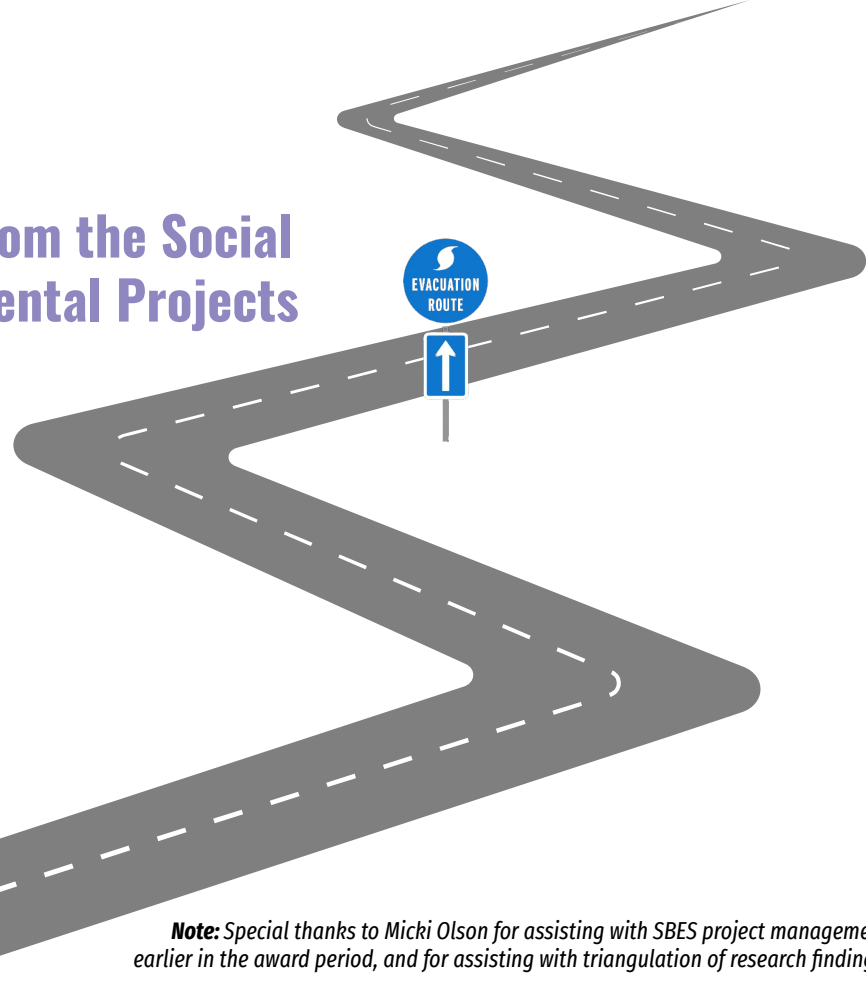 om the Social
ental Projects
EVACUATION
ROUTE
Note: Special thanks to Micki Olson for assisting with SBES project manageme
earlier in the award period, and for assisting with triangulation of research finding